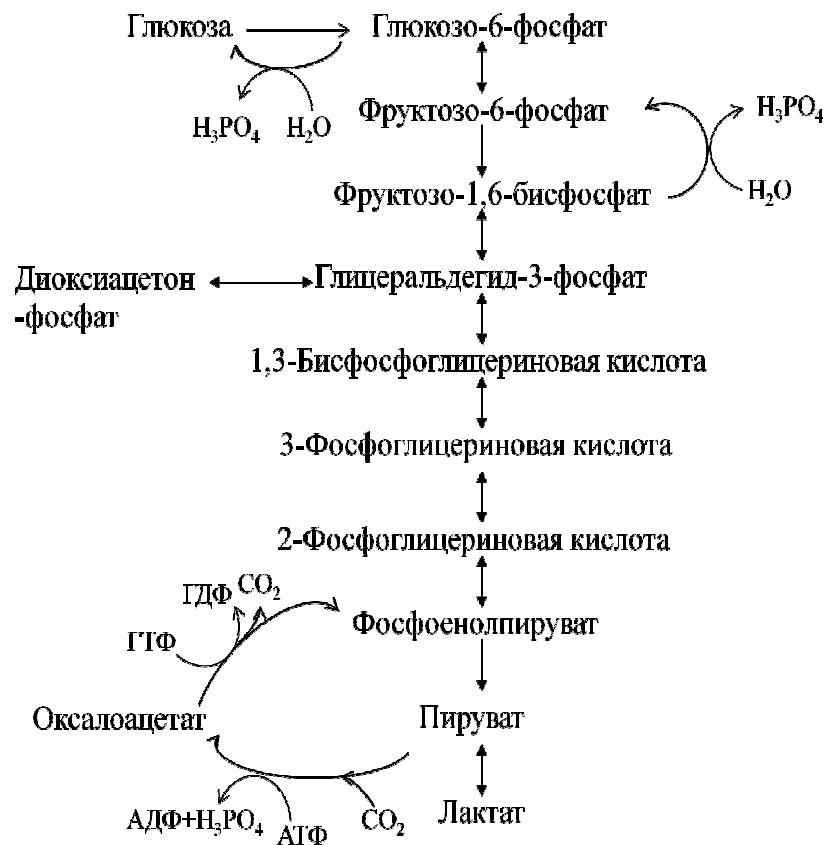 Глюкоза Глюкозо-6-фосфат
H₃PO₄ H₂O
Фруктозо-6-фосфат H₃PO₄
Фруктозо-1,6-бисфосфат H₂O
Диоксиацетон Глицеральдегид-3-фосфат
-фосфат
1,3-Бисфосфоглицериновая кислота
3-Фосфоглицериновая кислота
2-Фосфоглицериновая кислота
ГДФ CO₂
Фосфоенолпируват
ГТФ
Оксалоацетат Пируват
АДФ+H₃PO₄ АТФ CO₂ Лактат